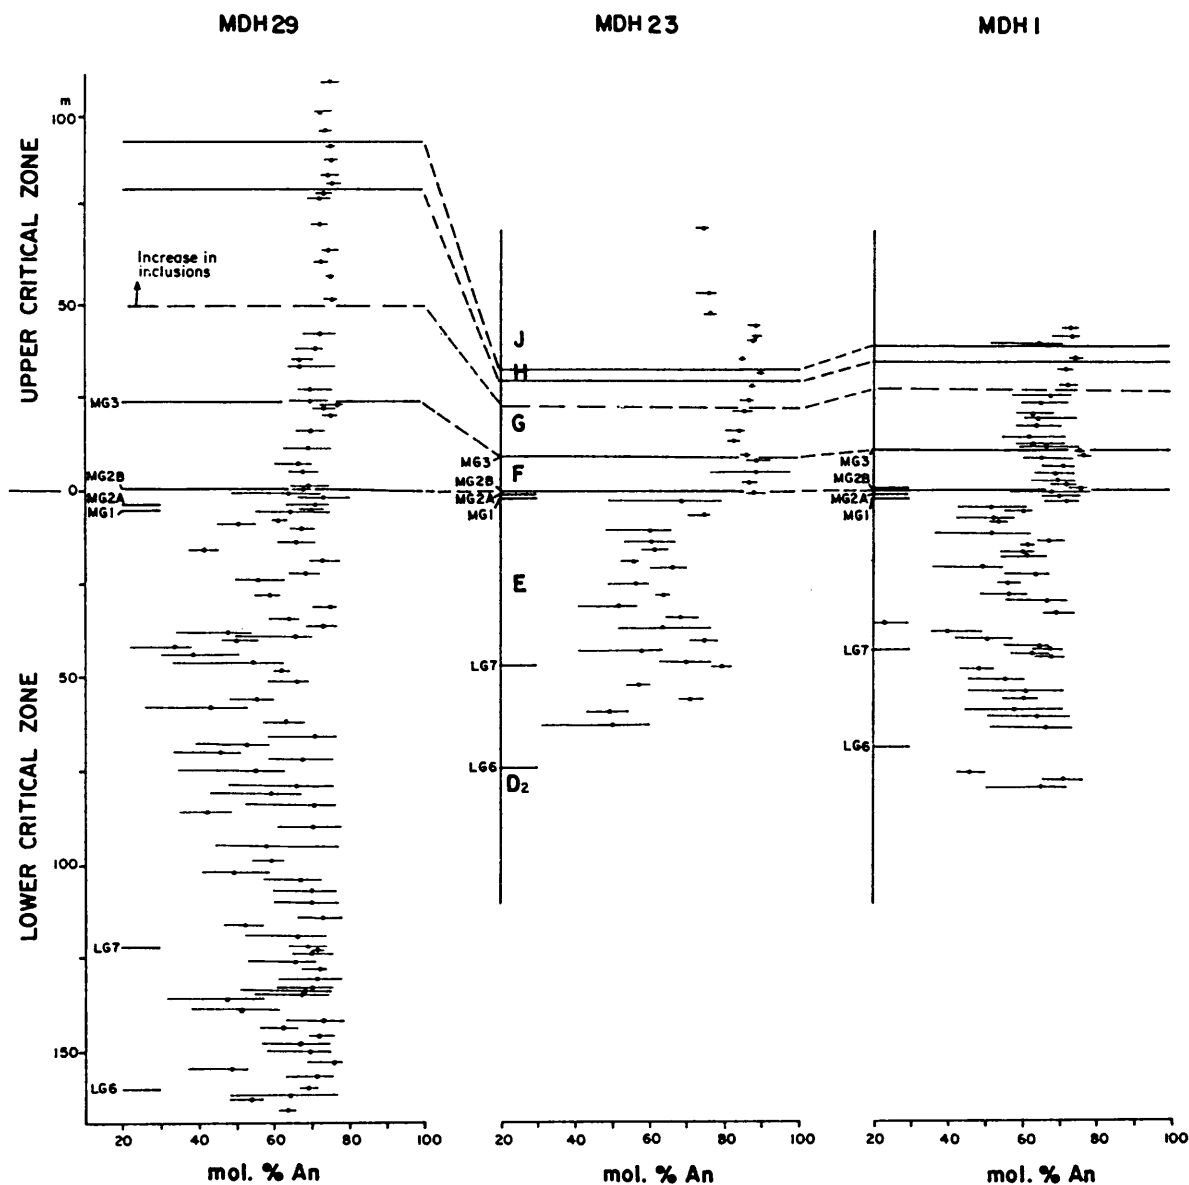 MDH29 MDH23 MDH1
UPPER CRITICAL ZONE
LOWER CRITICAL ZONE
m
100
50
0
50
100
150
Increase in
inclusions
MG3
MG2B
MG2A
MG1
LG7
LG6
J
H
G
F
E
D2
MG3
MG2B
MG2A
MG1
LG7
LG6
MG3
MG2B
MG2A
MG1
LG7
LG6
20 40 60 80 100
20 40 60 80 100
20 40 60 80 100
mol. % An
mol. % An
mol. % An